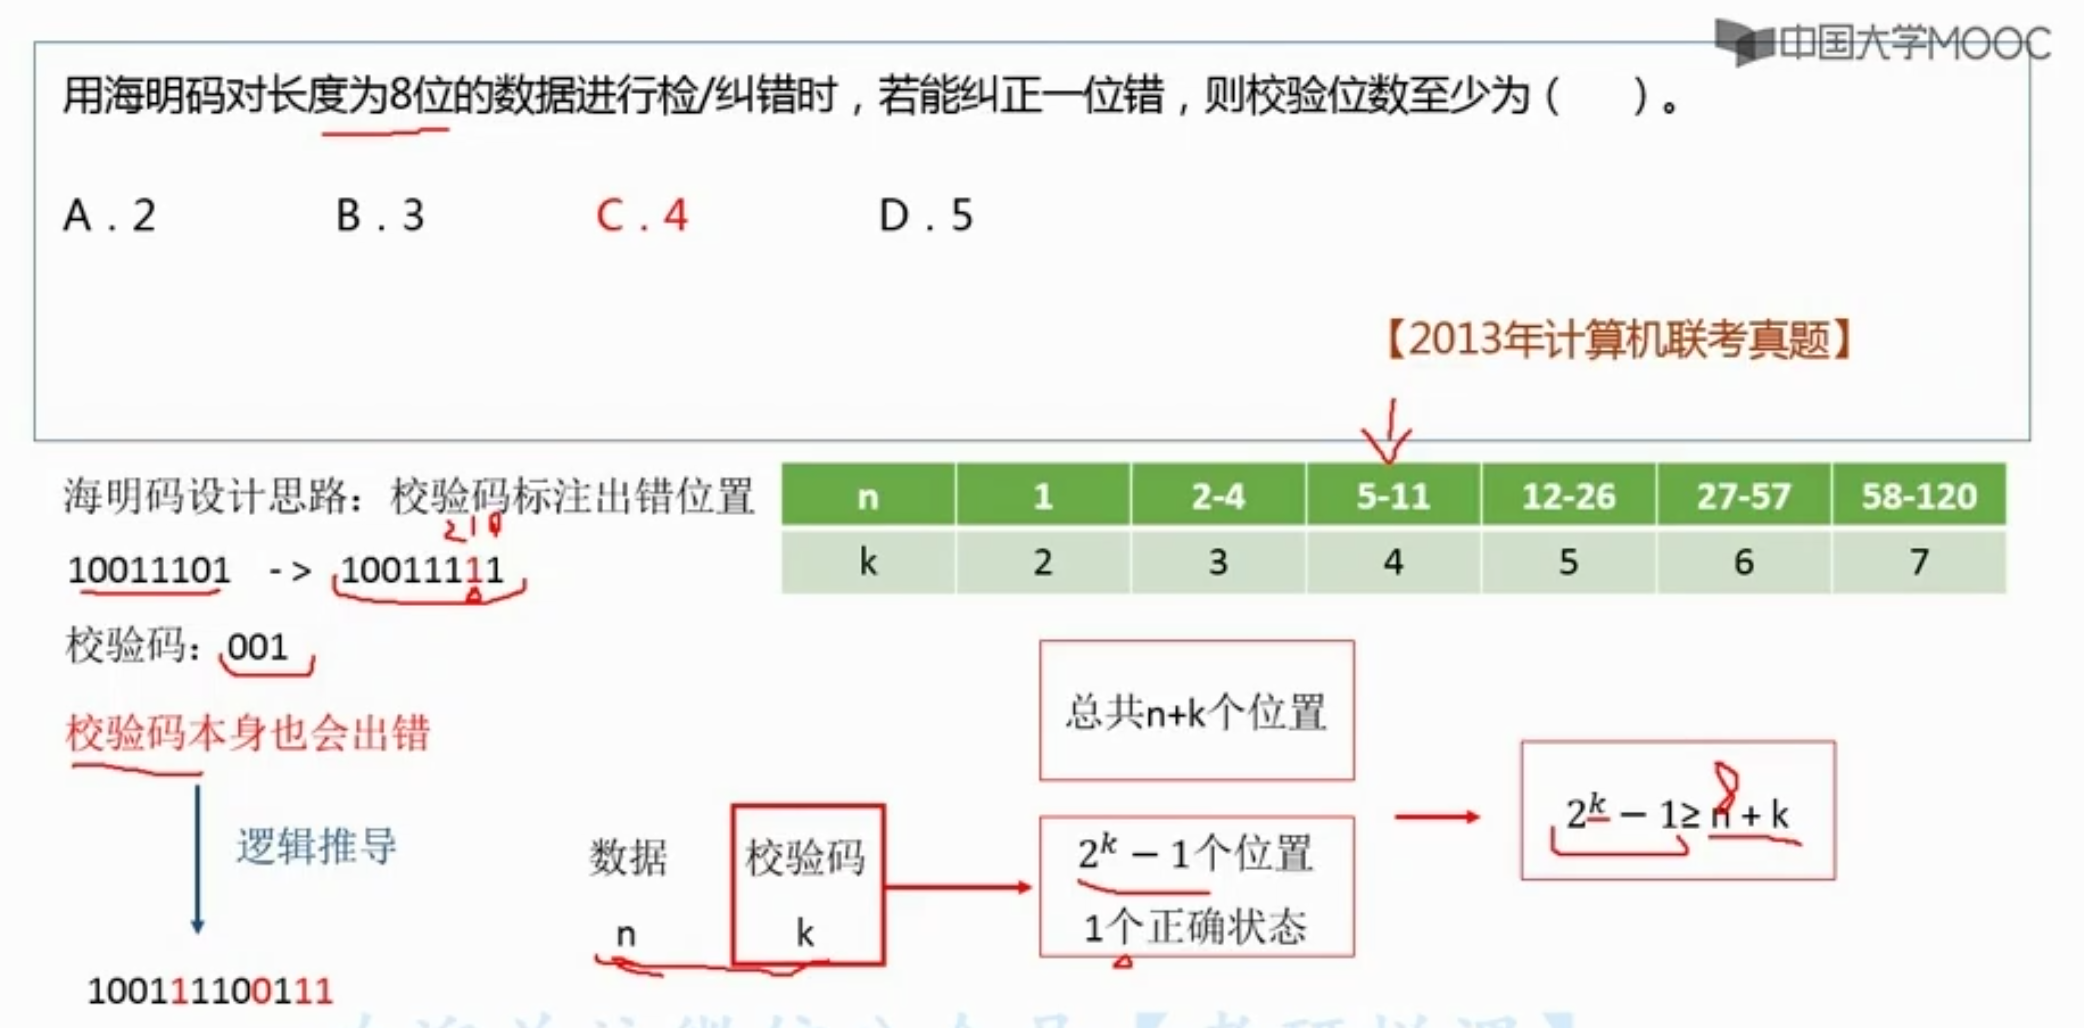 中国大学MOOC
用海明码对长度为8位的数据进行检/纠错时，若能纠正一位错，则校验位数至少为（　　）。
A．2　B．3　C．4　D．5
【2013年计算机联考真题】
海明码设计思路：校验码标注出错位置
n 1 2-4 5-11 12-26 27-57 58-120
k 2 3 4 5 6 7
210
10011101 -> 10011111
校验码：001
校验码本身也会出错
逻辑推导
100111100111
数据 校验码
n k
总共n+k个位置
2^k − 1个位置
1个正确状态
8
2^k − 1≥ n + k